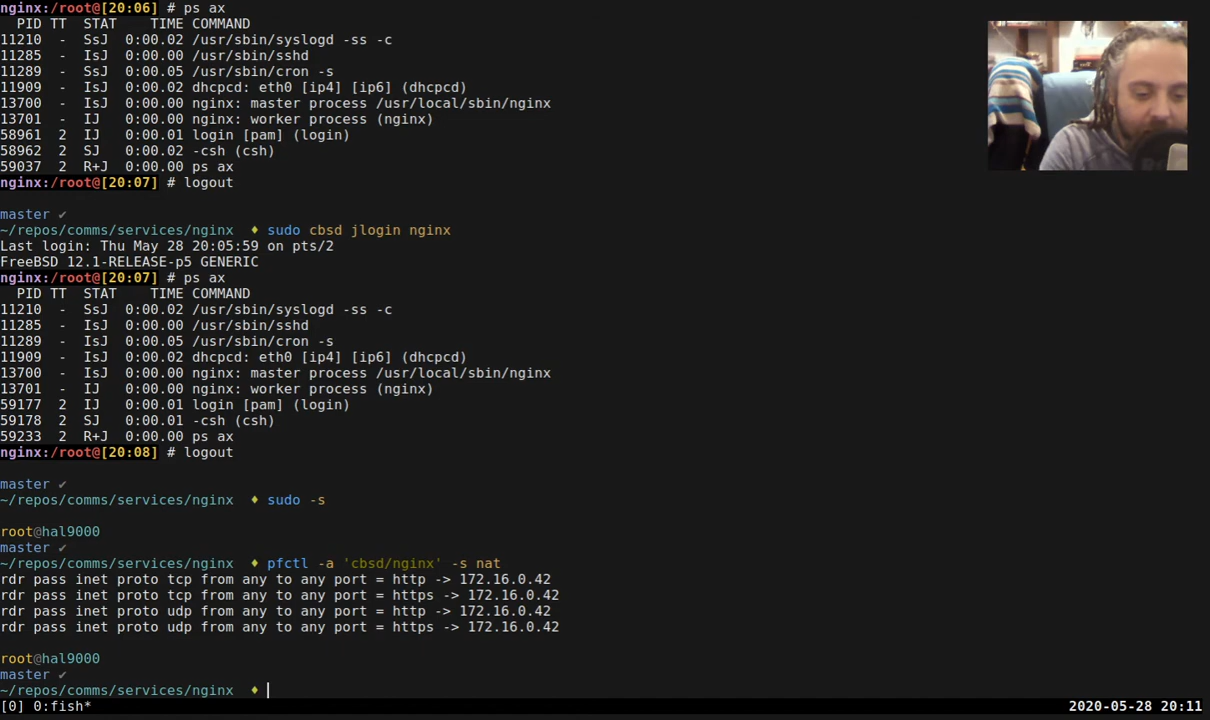 nginx:/root@[20:06] # ps ax
  PID TT  STAT    TIME COMMAND
11210  -  SsJ  0:00.02 /usr/sbin/syslogd -ss -c
11285  -  IsJ  0:00.00 /usr/sbin/sshd
11289  -  SsJ  0:00.05 /usr/sbin/cron -s
11909  -  IsJ  0:00.02 dhcpcd: eth0 [ip4] [ip6] (dhcpcd)
13700  -  IsJ  0:00.00 nginx: master process /usr/local/sbin/nginx
13701  -  IJ   0:00.00 nginx: worker process (nginx)
58961  2  IJ   0:00.01 login [pam] (login)
58962  2  SJ   0:00.02 -csh (csh)
59037  2  R+J  0:00.00 ps ax
nginx:/root@[20:07] # logout
master ✔
~/repos/comms/services/nginx  ♦ sudo cbsd jlogin nginx
Last login: Thu May 28 20:05:59 on pts/2
FreeBSD 12.1-RELEASE-p5 GENERIC
nginx:/root@[20:07] # ps ax
  PID TT  STAT    TIME COMMAND
11210  -  SsJ  0:00.02 /usr/sbin/syslogd -ss -c
11285  -  IsJ  0:00.00 /usr/sbin/sshd
11289  -  SsJ  0:00.05 /usr/sbin/cron -s
11909  -  IsJ  0:00.02 dhcpcd: eth0 [ip4] [ip6] (dhcpcd)
13700  -  IsJ  0:00.00 nginx: master process /usr/local/sbin/nginx
13701  -  IJ   0:00.00 nginx: worker process (nginx)
59177  2  IJ   0:00.01 login [pam] (login)
59178  2  SJ   0:00.01 -csh (csh)
59233  2  R+J  0:00.00 ps ax
nginx:/root@[20:08] # logout
master ✔
~/repos/comms/services/nginx  ♦ sudo -s
root@hal9000
master ✔
~/repos/comms/services/nginx  ♦ pfctl -a 'cbsd/nginx' -s nat
rdr pass inet proto tcp from any to any port = http -> 172.16.0.42
rdr pass inet proto tcp from any to any port = https -> 172.16.0.42
rdr pass inet proto udp from any to any port = http -> 172.16.0.42
rdr pass inet proto udp from any to any port = https -> 172.16.0.42
root@hal9000
master ✔
~/repos/comms/services/nginx  ♦
[0] 0:fish* 2020-05-28 20:11